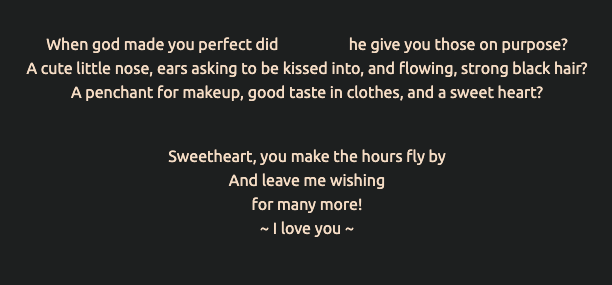 When god made you perfect did he give you those on purpose?
A cute little nose, ears asking to be kissed into, and flowing, strong black hair?
A penchant for makeup, good taste in clothes, and a sweet heart?
Sweetheart, you make the hours fly by
And leave me wishing
for many more!
~ I love you ~